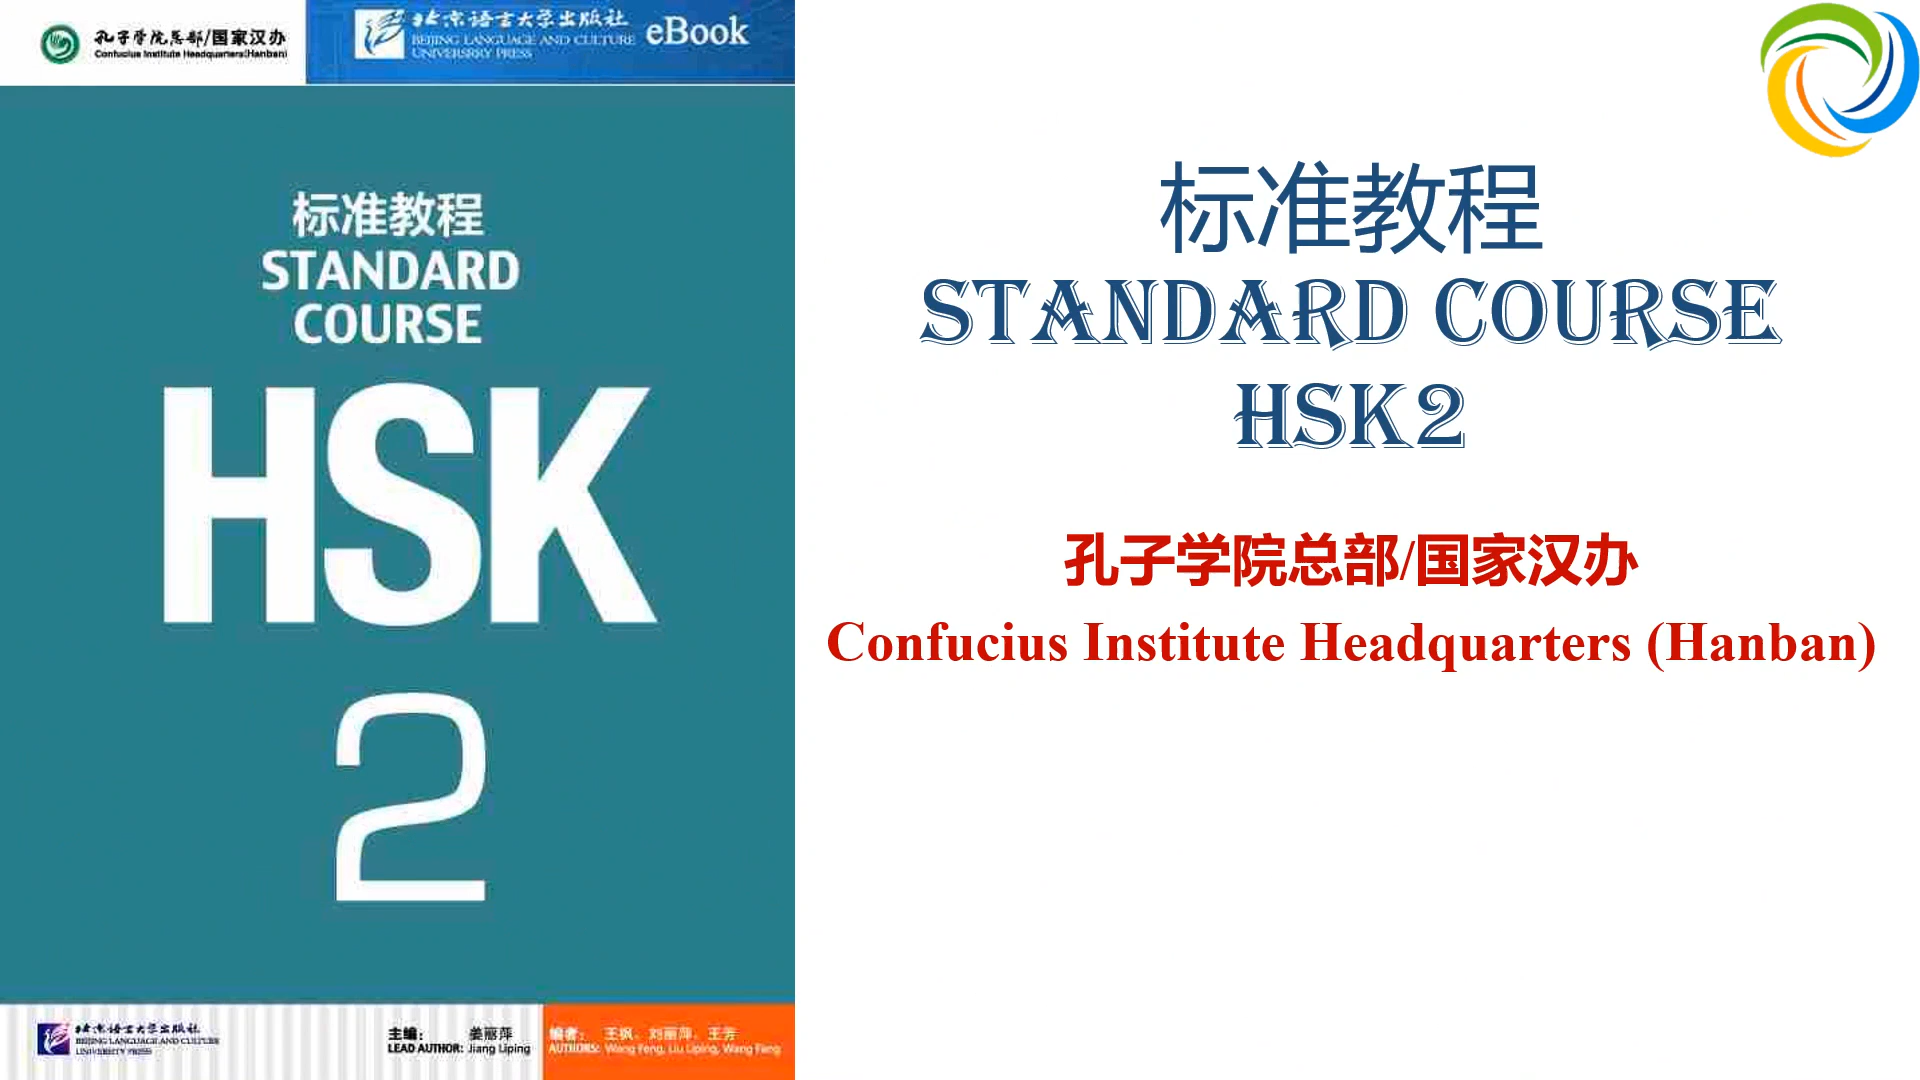 孔子学院总部/国家汉办
Confucius Institute Headquarters(Hanban)
北京语言大学出版社
BEIJING LANGUAGE AND CULTURE
UNIVERSITY PRESS
eBook
标准教程
STANDARD
COURSE
HSK
2
北京语言大学出版社
BEIJING LANGUAGE AND CULTURE
UNIVERSITY PRESS
主编: 姜丽萍
LEAD AUTHOR: Jiang Liping
编者: 王枫、刘丽萍、王芳
AUTHORS: Wang Feng, Liu Liping, Wang Fang
标准教程
STANDARD COURSE
HSK2
孔子学院总部/国家汉办
Confucius Institute Headquarters (Hanban)